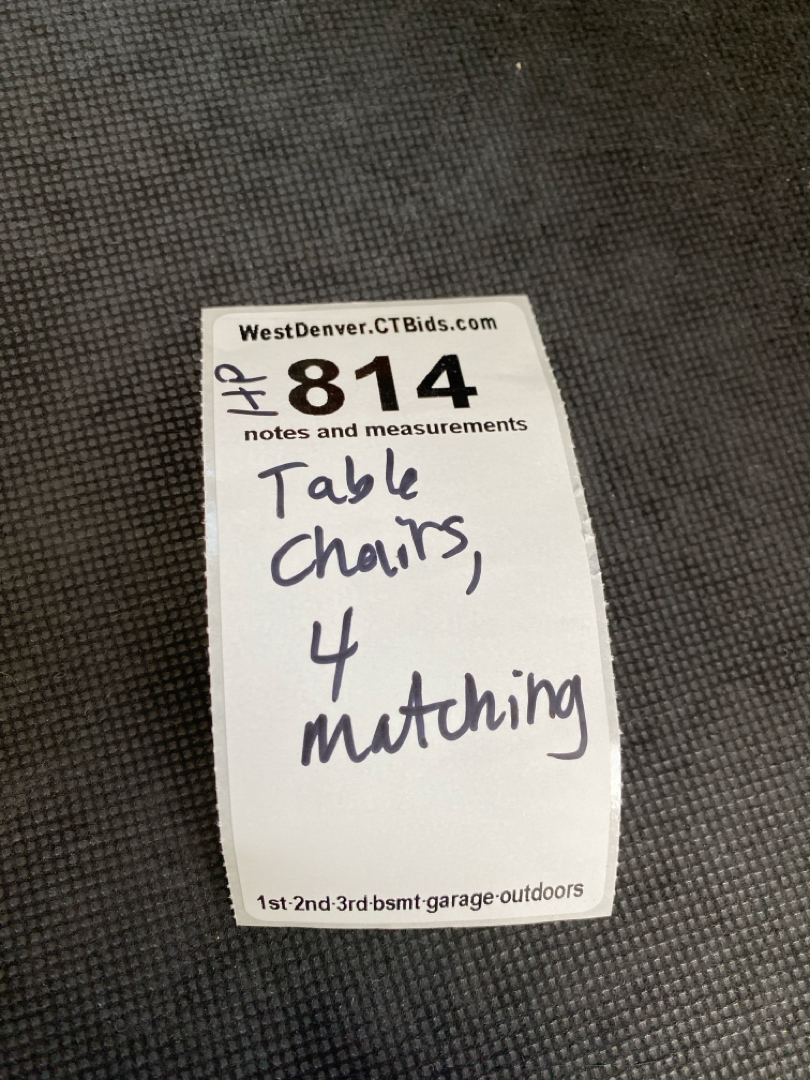 WestDenver.CTBids.com
HP 814
notes and measurements
Table
Chairs,
4
matching
1st·2nd·3rd·bsmt·garage·outdoors